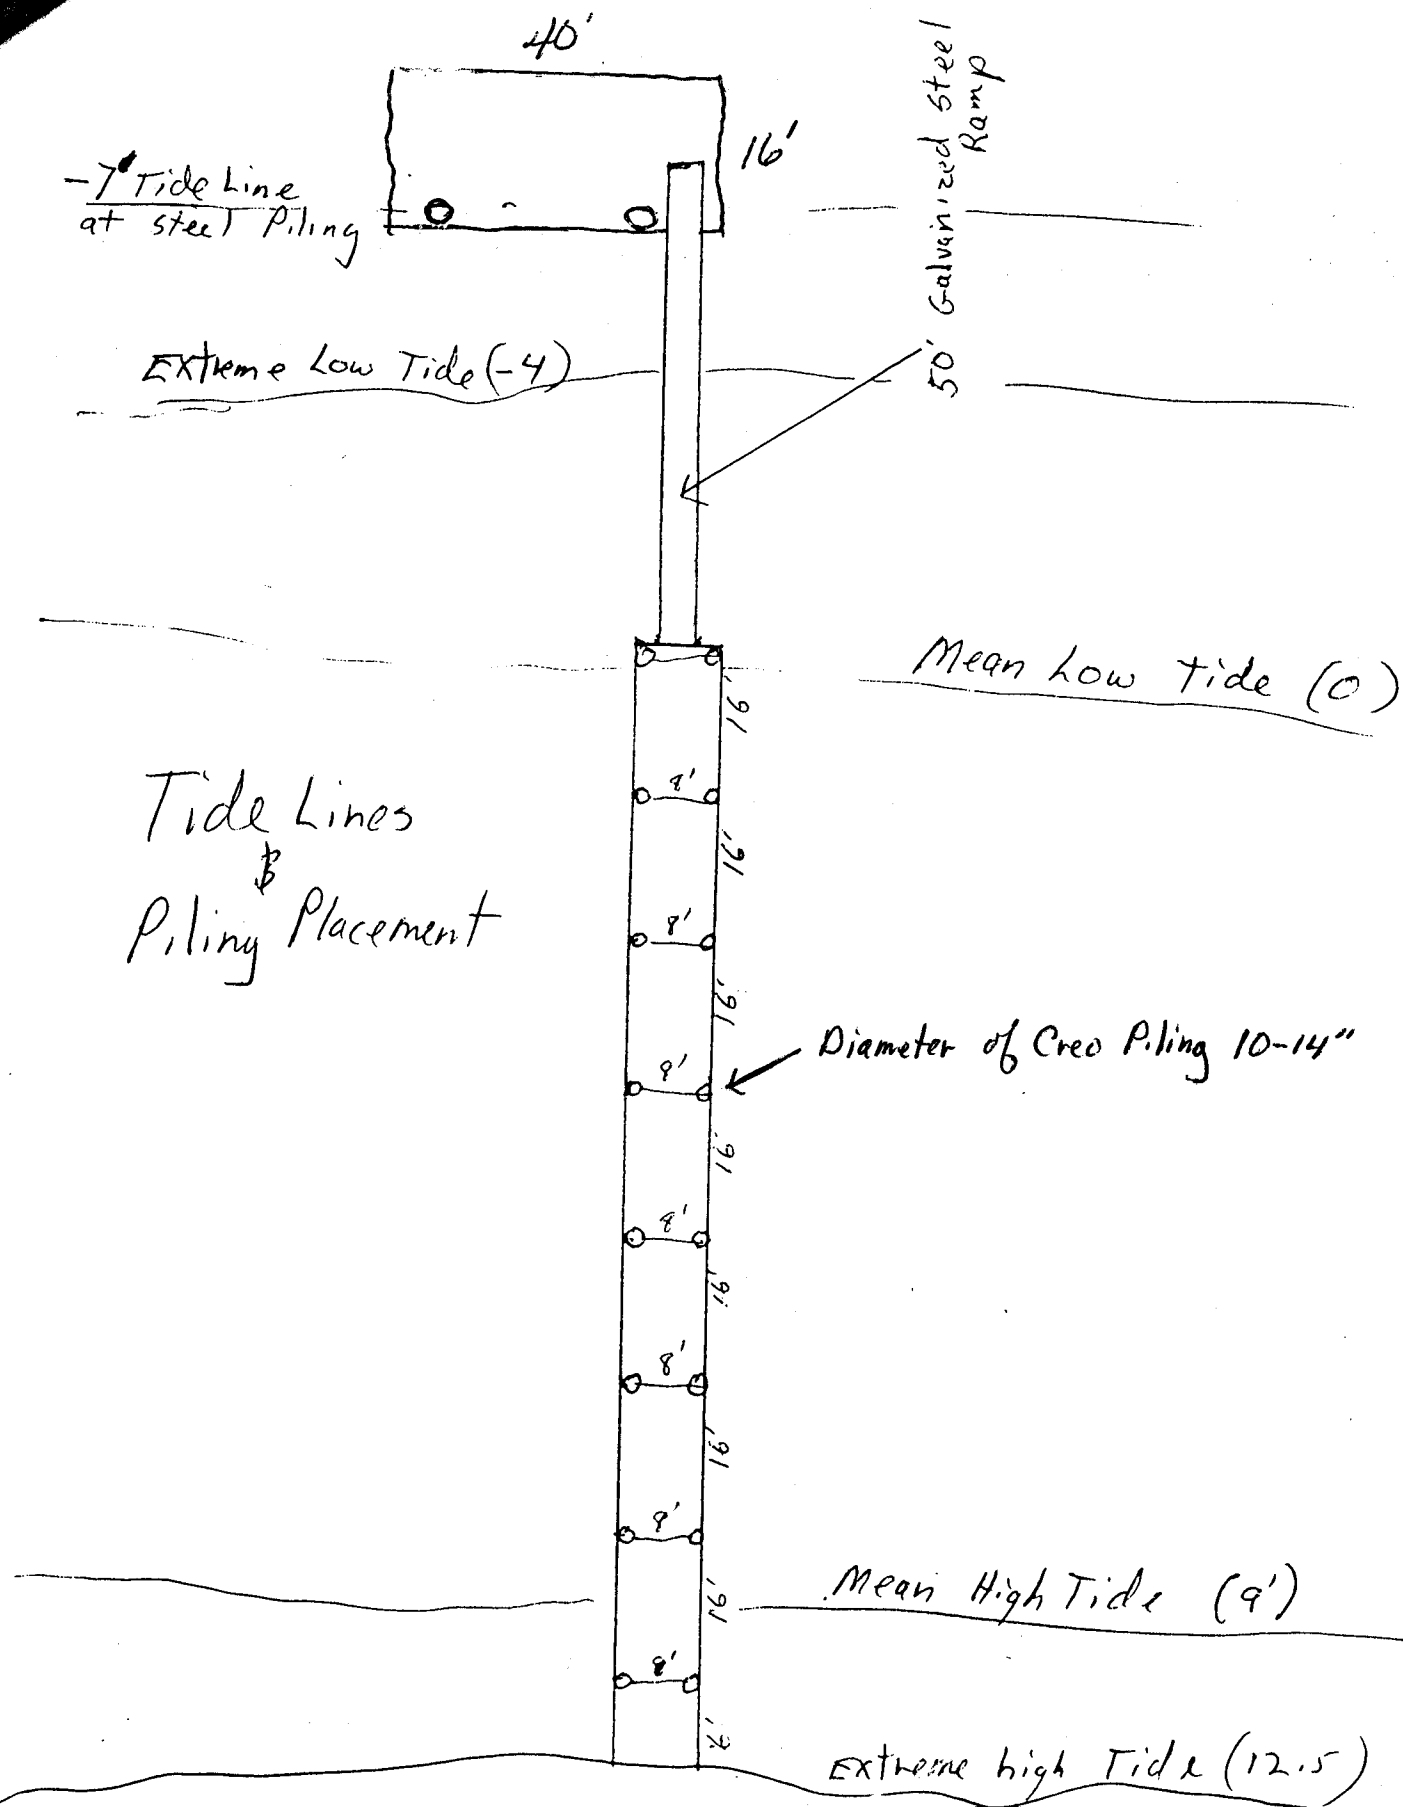 40'
16'
50' Galvanized Steel
Ramp
-7' Tide Line
at steel Piling
Extreme Low Tide (-4)
Mean Low Tide (0)
16'
8'
16'
Tide Lines
&
Piling Placement
8'
16'
Diameter of Creo Piling 10-14"
8'
16'
8'
16'
8'
16'
8'
Mean High Tide (9')
16'
8'
Extreme high Tide (12.5)